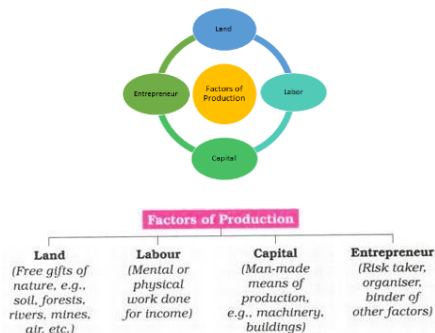 Land
Entrepreneur
Factors of
Production
Labor
Capital
Factors of Production
Land
(Free gifts of
nature, e.g.,
soil, forests,
rivers, mines,
air, etc.)
Labour
(Mental or
physical
work done
for income)
Capital
(Man-made
means of
production,
e.g., machinery,
buildings)
Entrepreneur
(Risk taker,
organiser,
binder of
other factors)